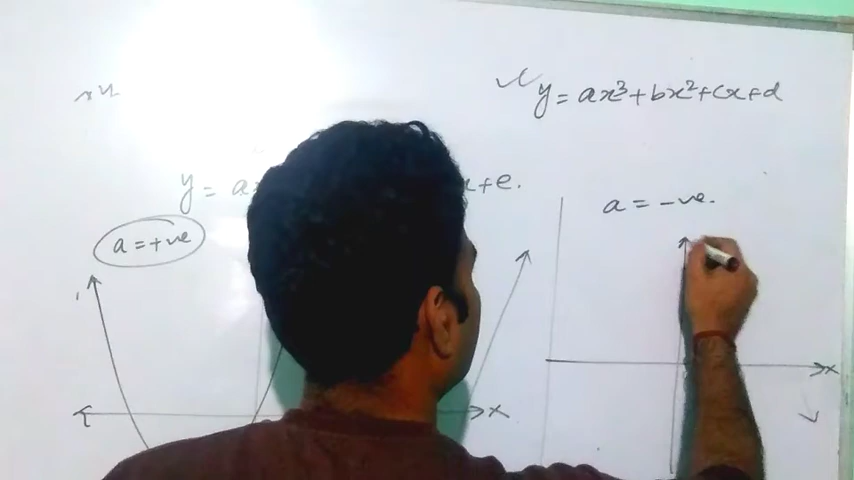 y = ax³+bx²+cx+d
y = a x+e.
a = +ve
a = -ve.
x
x